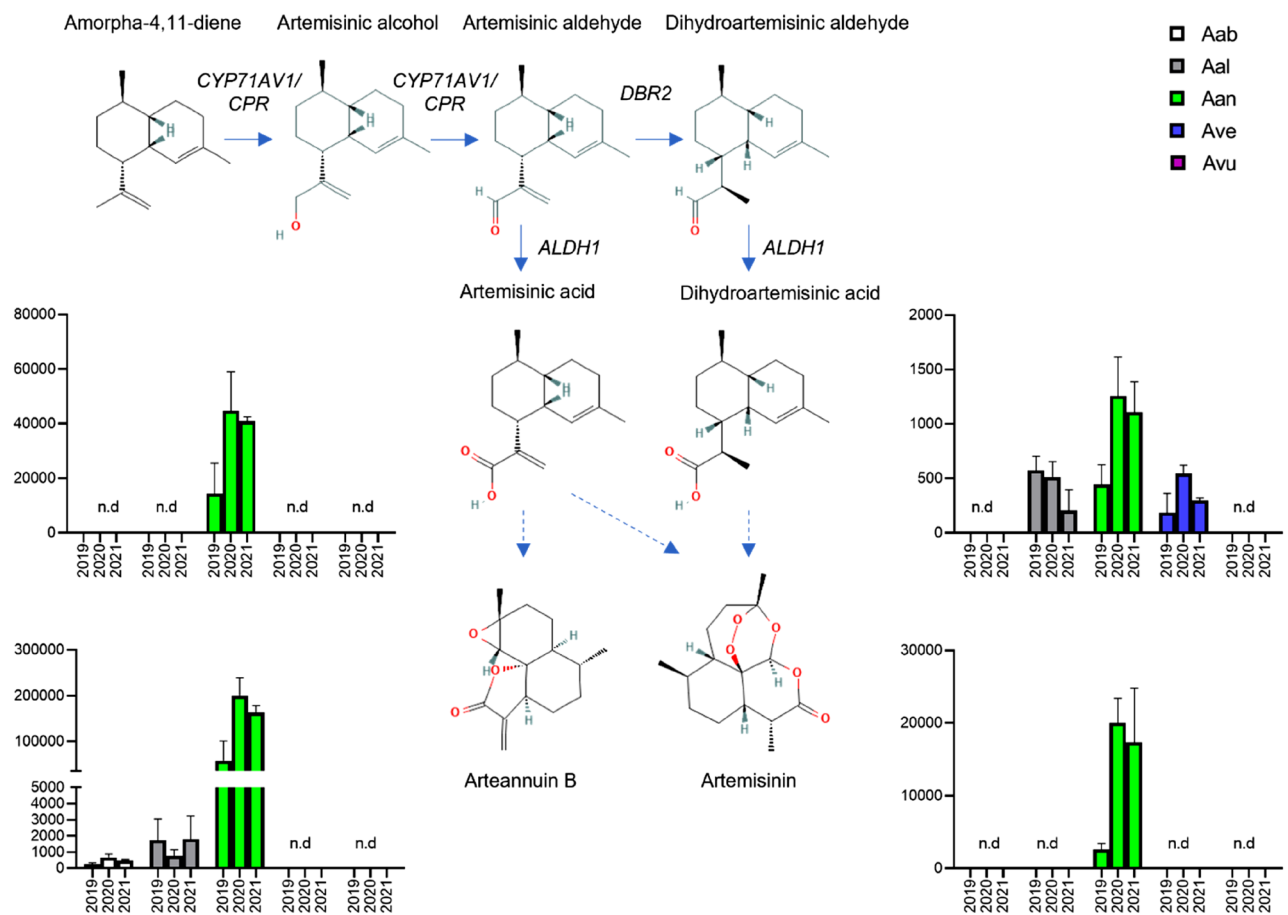 Amorpha-4,11-diene
Artemisinic alcohol
Artemisinic aldehyde
Dihydroartemisinic aldehyde
CYP71AV1/
CPR
CYP71AV1/
CPR
DBR2
Aab
Aal
Aan
Ave
Avu
H
H
H
H
O
H
H
H
H
O
H
H
H
O
ALDH1
ALDH1
Artemisinic acid
Dihydroartemisinic acid
80000
60000
40000
20000
0
n.d
n.d
n.d
n.d
2019
2020
2021
2019
2020
2021
2019
2020
2021
2019
2020
2021
2019
2020
2021
H
H
O
O
H
H
H
H
O
O
H
2000
1500
1000
500
0
n.d
n.d
2019
2020
2021
2019
2020
2021
2019
2020
2021
2019
2020
2021
2019
2020
2021
300000
200000
100000
5000
4000
3000
2000
1000
0
n.d
n.d
2019
2020
2021
2019
2020
2021
2019
2020
2021
2019
2020
2021
2019
2020
2021
O
H
H
O
O
H
Arteannuin B
O
O
O
H
H
O
O
H
Artemisinin
30000
20000
10000
0
n.d
n.d
n.d
n.d
2019
2020
2021
2019
2020
2021
2019
2020
2021
2019
2020
2021
2019
2020
2021